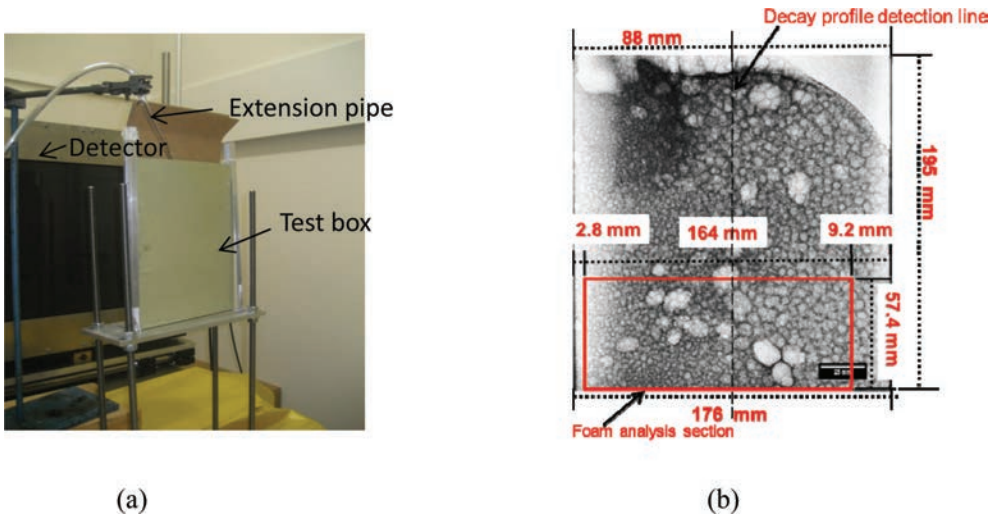 Extension pipe
Detector
Test box
(a)
Decay profile detection line
88 mm
195 mm
2.8 mm
164 mm
9.2 mm
57.4 mm
176 mm
Foam analysis section
(b)